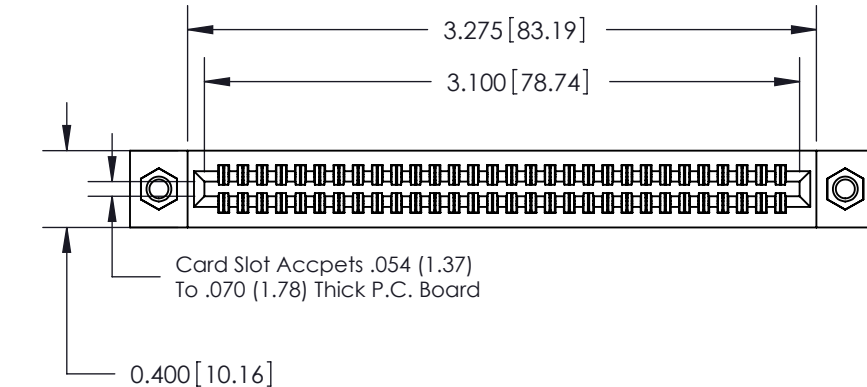 3.275[83.19]
3.100[78.74]
Card Slot Accpets .054 (1.37)
To .070 (1.78) Thick P.C. Board
0.400[10.16]